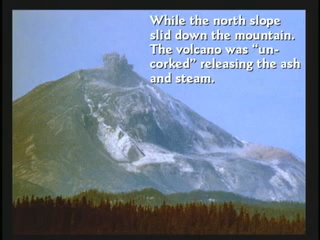 While the north slope
slid down the mountain.
The volcano was "un-
corked" releasing the ash
and steam.